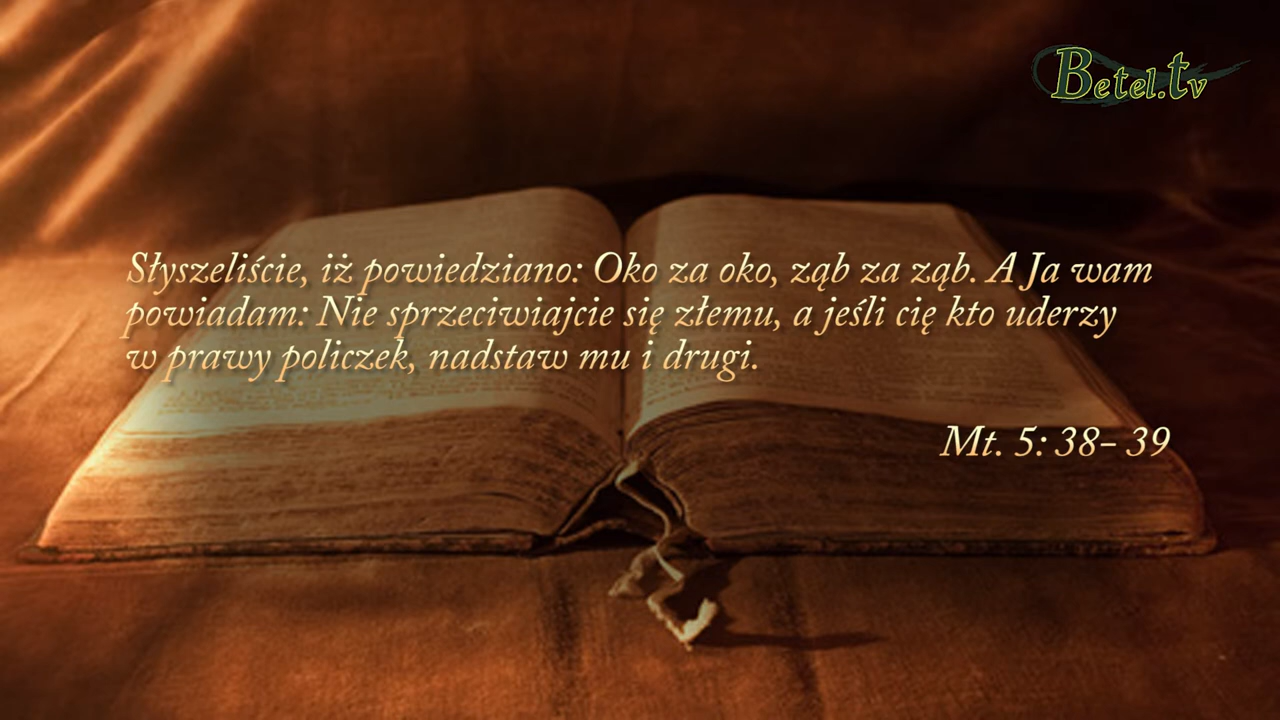 Betel.tv
Słyszeliście, iż powiedziano: Oko za oko, ząb za ząb. A Ja wam
powiadam: Nie sprzeciwiajcie się złemu, a jeśli cię kto uderzy
w prawy policzek, nadstaw mu i drugi.
Mt. 5: 38– 39